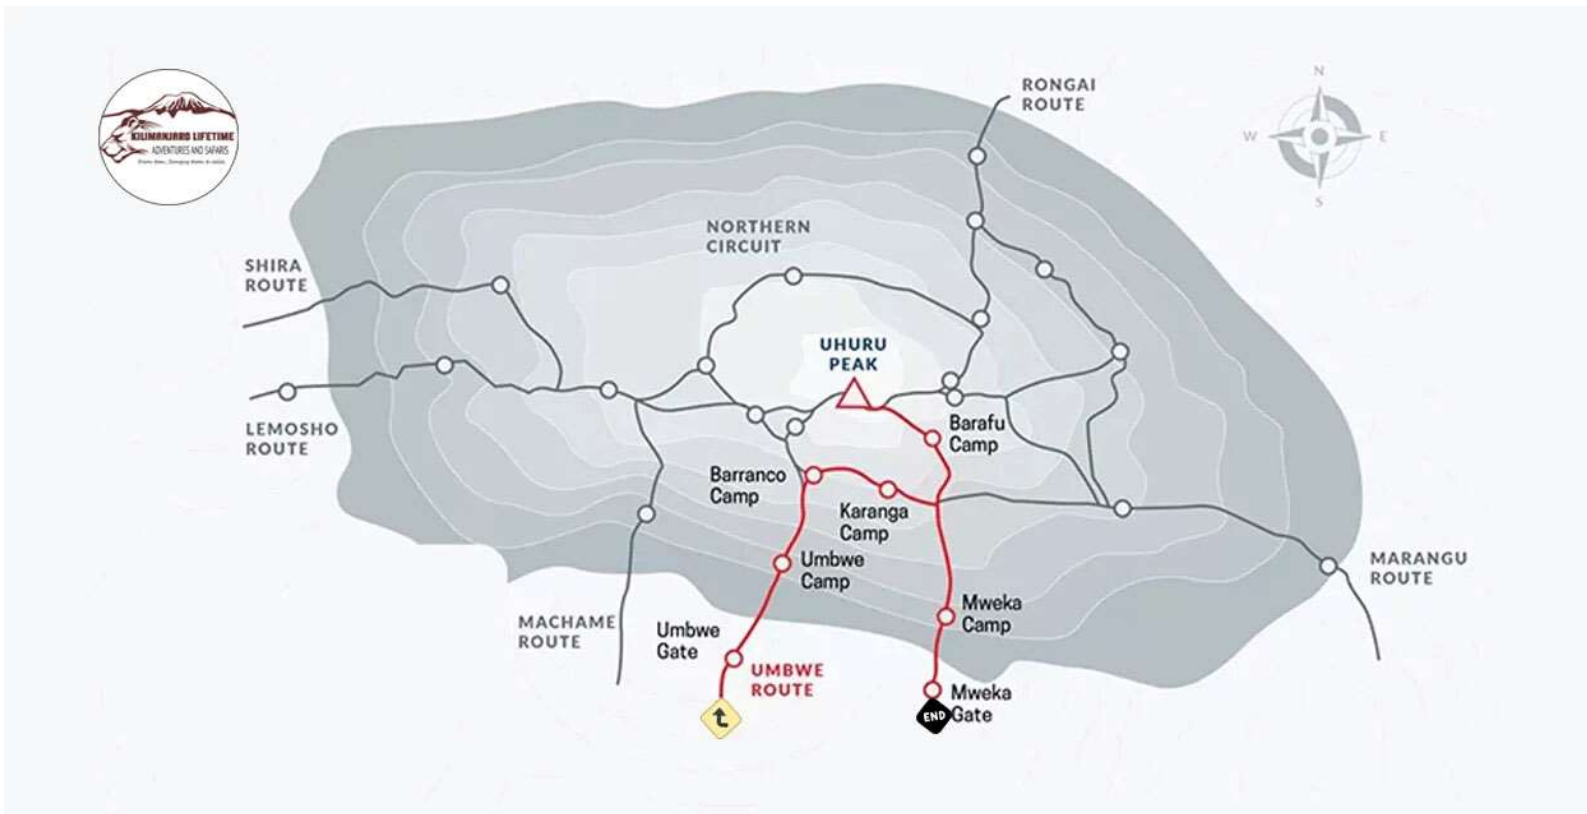 KILIMANJARO LIFETIME
ADVENTURES AND SAFARIS
N
W
E
S
RONGAI
ROUTE
NORTHERN
CIRCUIT
SHIRA
ROUTE
UHURU
PEAK
LEMOSHO
ROUTE
Barafu
Camp
Barranco
Camp
Karanga
Camp
Umbwe
Camp
MARANGU
ROUTE
Mweka
Camp
MACHAME
ROUTE
Umbwe
Gate
UMBWE
ROUTE
Mweka
Gate
END